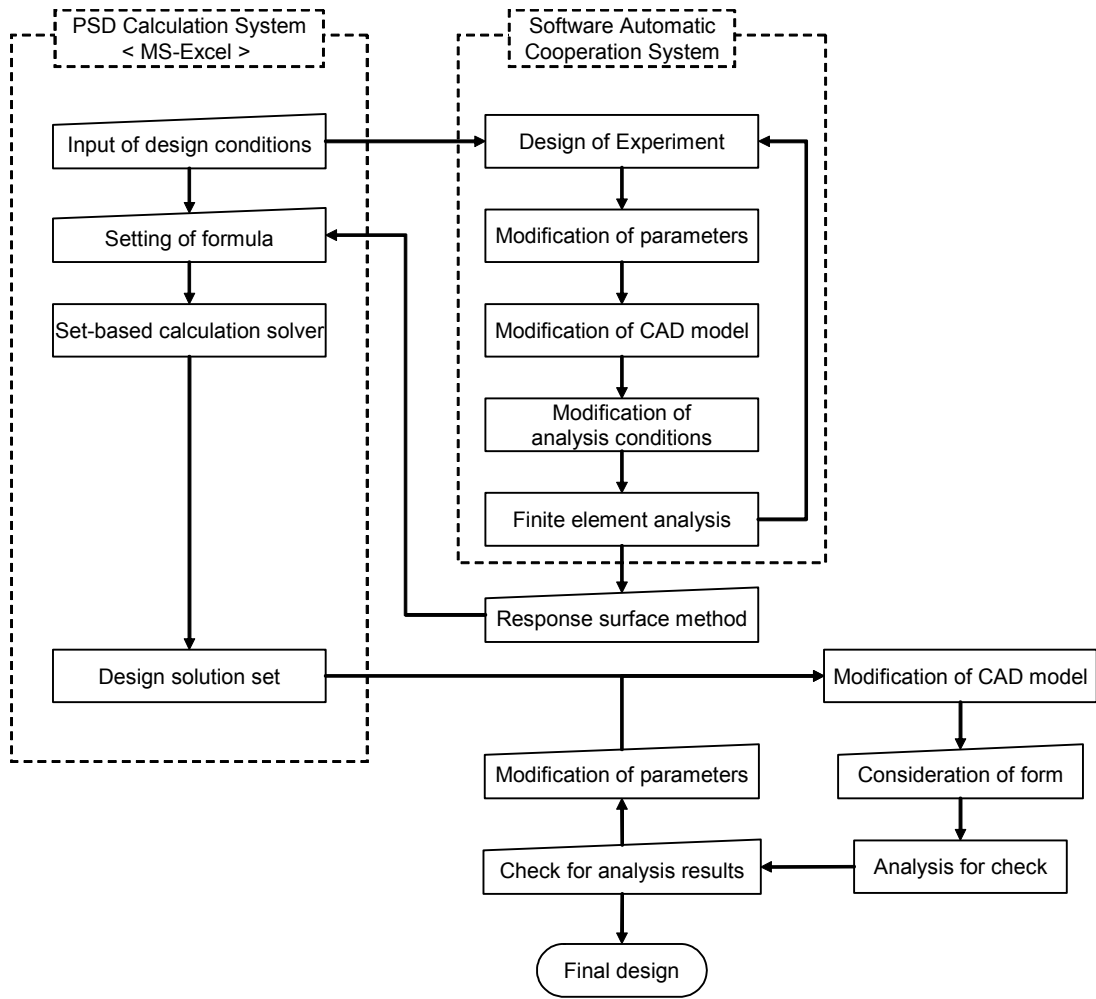 PSD Calculation System
< MS-Excel >
Input of design conditions
Setting of formula
Set-based calculation solver
Design solution set
Software Automatic
Cooperation System
Design of Experiment
Modification of parameters
Modification of CAD model
Modification of
analysis conditions
Finite element analysis
Response surface method
Modification of CAD model
Consideration of form
Analysis for check
Check for analysis results
Modification of parameters
Final design